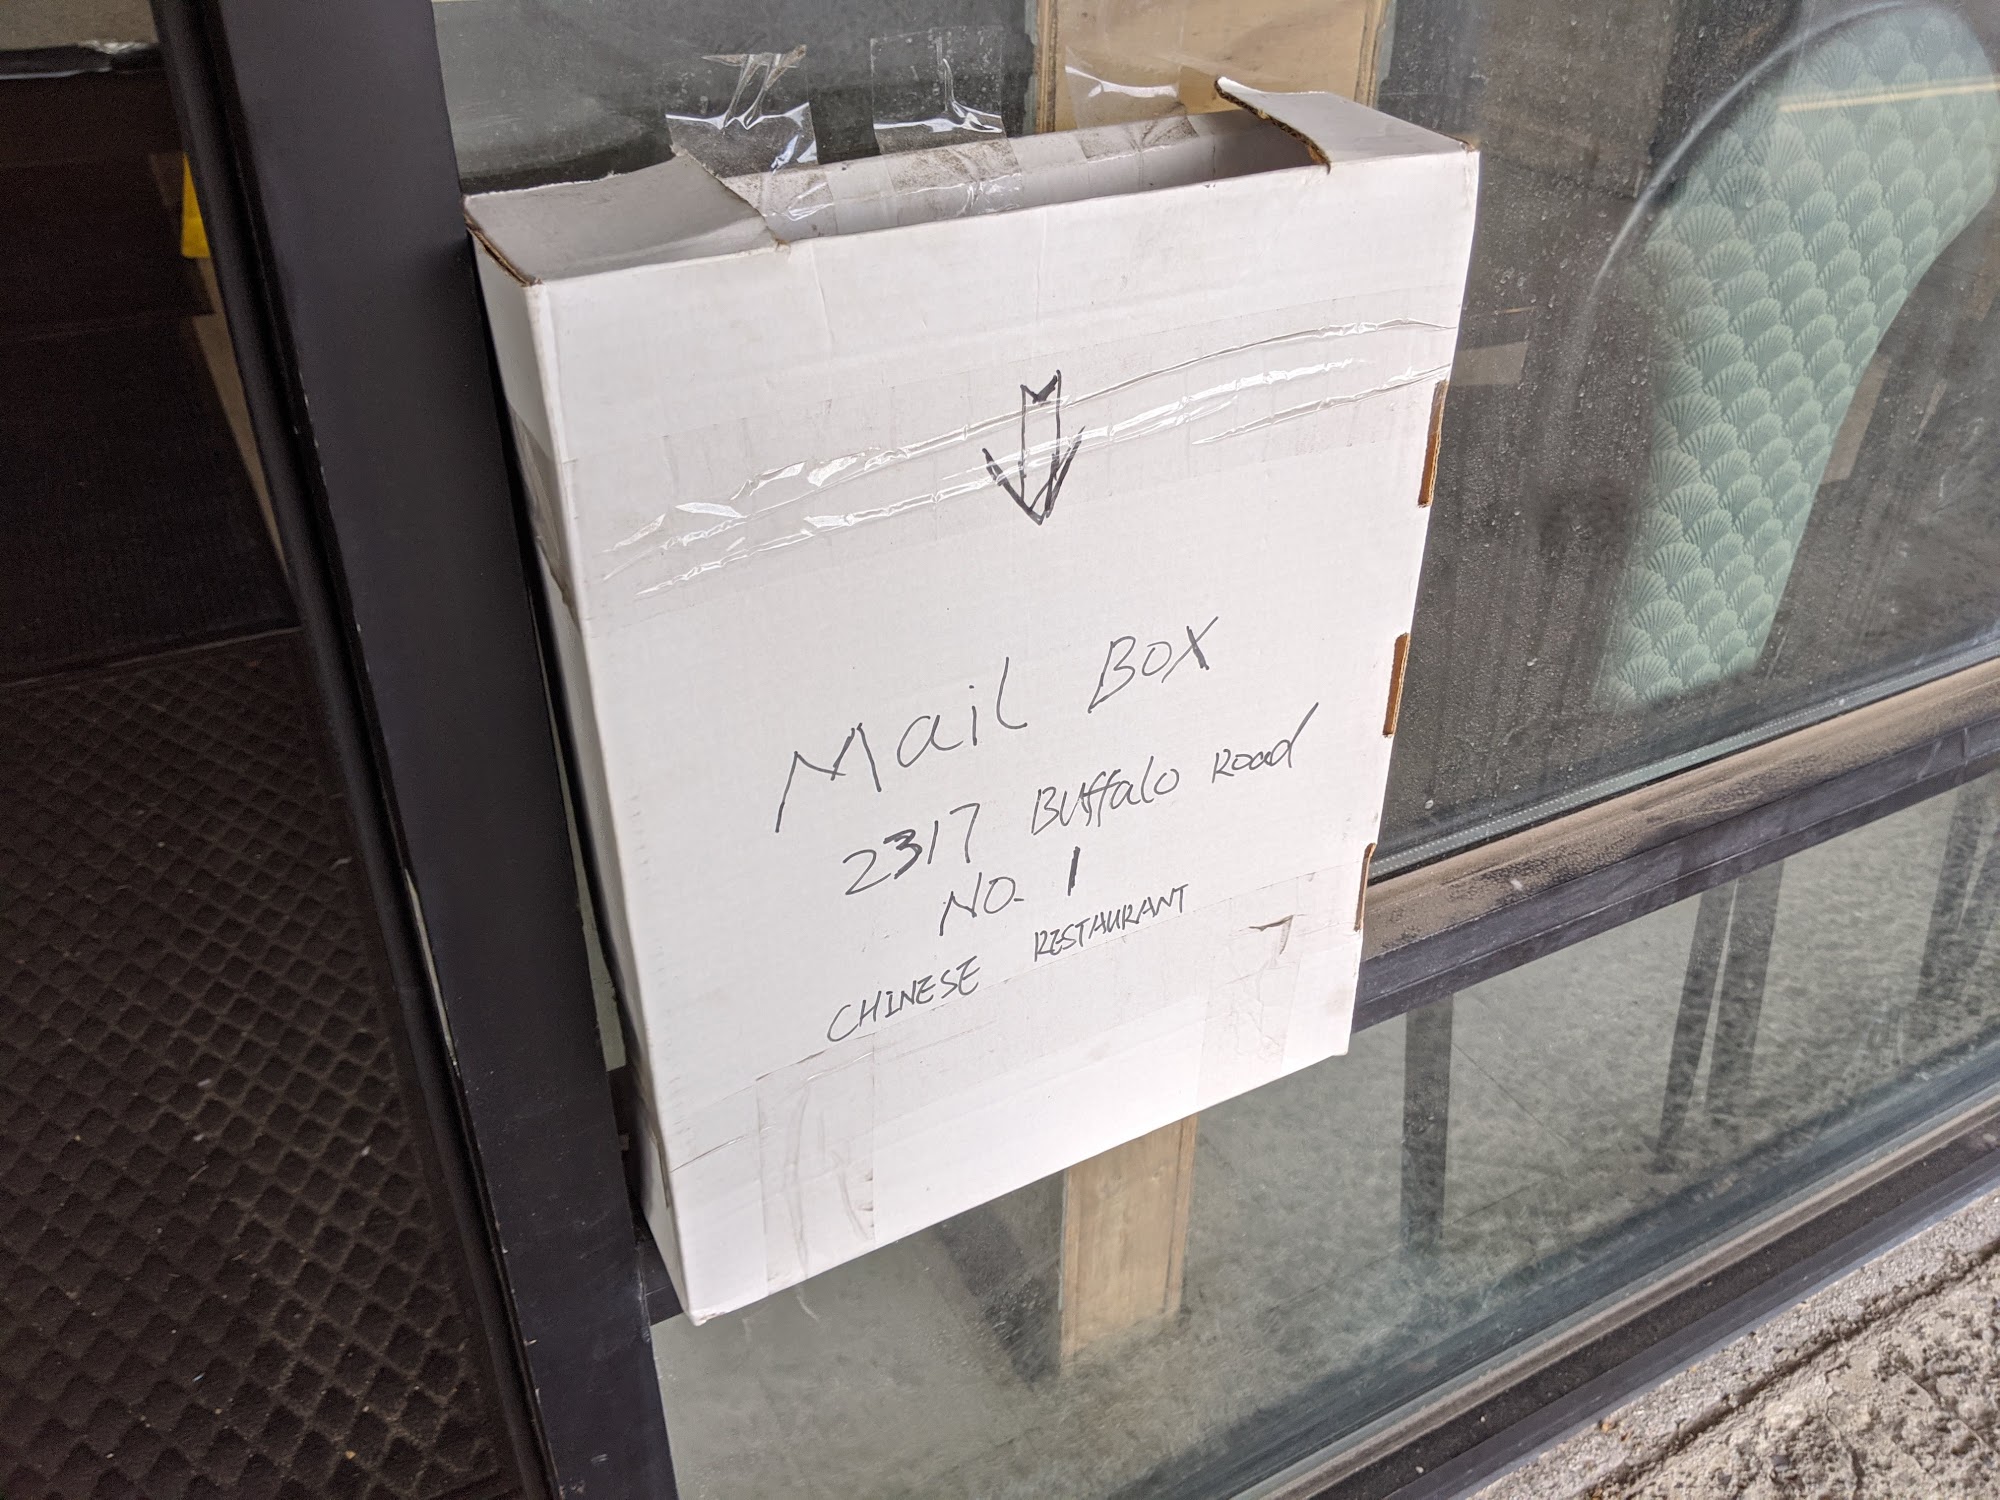 Mail Box
2317 Buffalo Road
NO. 1
CHINESE RESTAURANT